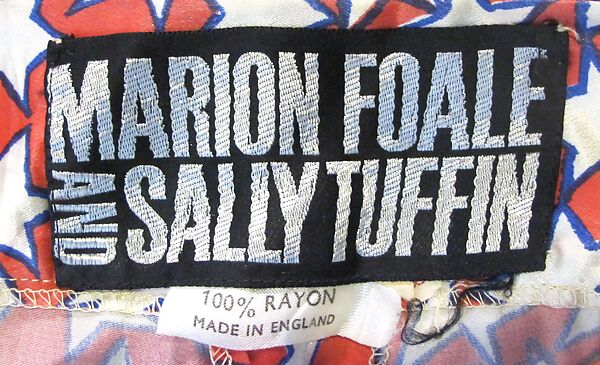 MARION FOALE
AND SALLY TUFFIN
100% RAYON
MADE IN ENGLAND